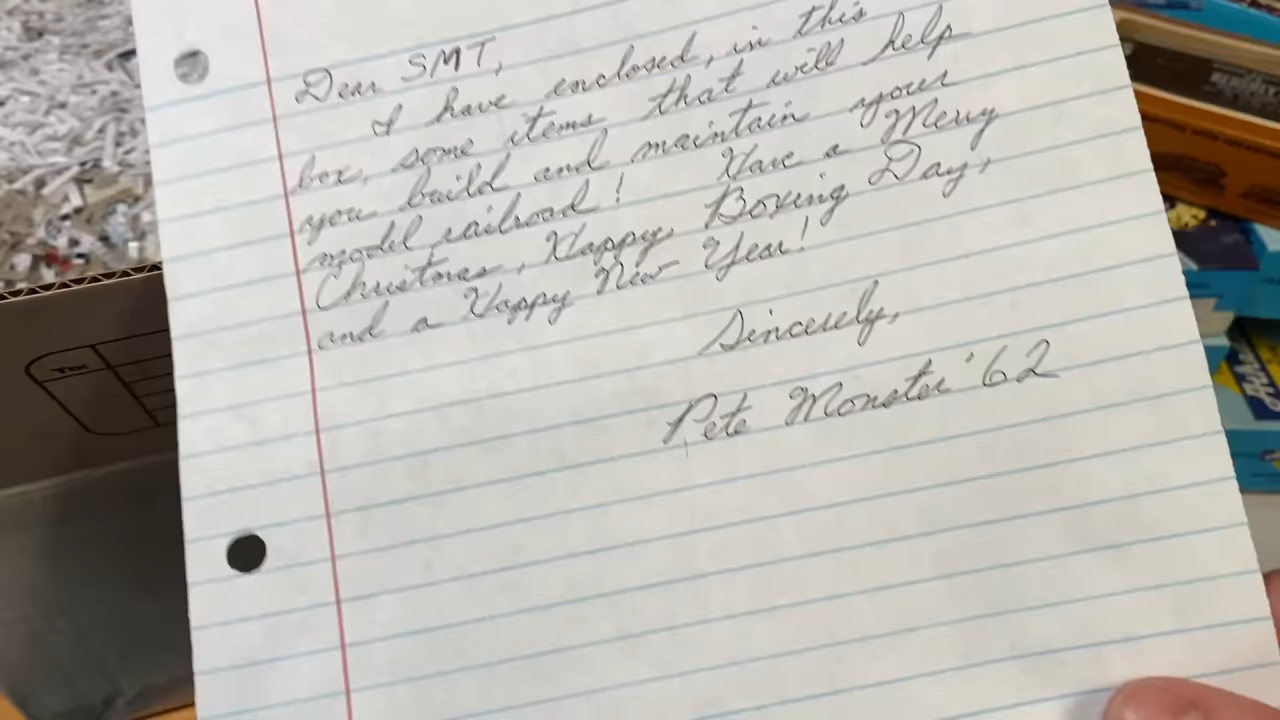 Dear SMT,
I have enclosed, in this
box, some items that will help
you build and maintain your
model railroad! Have a Merry
Christmas, Happy Boxing Day,
and a Happy New Year!
Sincerely,
Pete Monster '62